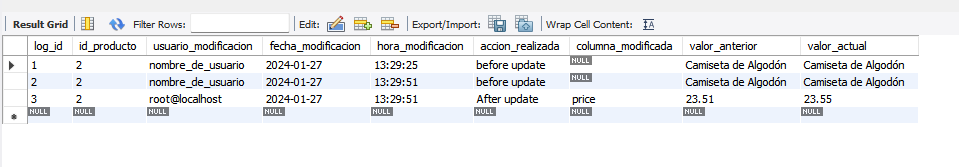 Result Grid Filter Rows: Edit: Export/Import: Wrap Cell Content: IA
log_id id_producto usuario_modificacion fecha_modificacion hora_modificacion accion_realizada columna_modificada valor_anterior valor_actual
1 2 nombre_de_usuario 2024-01-27 13:29:25 before update NULL Camiseta de Algodón Camiseta de Algodón
2 2 nombre_de_usuario 2024-01-27 13:29:51 before update NULL Camiseta de Algodón Camiseta de Algodón
3 2 root@localhost 2024-01-27 13:29:51 After update price 23.51 23.55
NULL NULL NULL NULL NULL NULL NULL NULL NULL